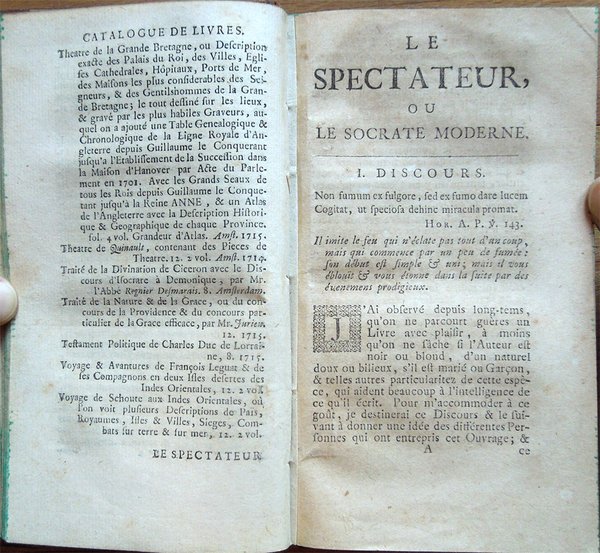 CATALOGUE DE LIVRES.
Theatre de la Grande Bretagne, ou Deſcription
exacte des Palais du Roi, des Villes, Egli-
ſes Cathedrales, Hôpitaux, Ports de Mer,
des Maiſons les plus conſiderables des Sei-
gneurs, & des Gentilshommes de la Gran-
de Bretagne; le tout deſſiné ſur les lieux,
& gravé par les plus habiles Graveurs, au-
quel on a ajouté une Table Genealogique &
Chronologique de la Ligne Royale d'An-
gleterre depuis Guillaume le Conquerant
jusqu'a l'Etabliſſement de la Succeſſion dans
la Maiſon d'Hanover par Acte du Parle-
ment en 1701. Avec les Grands Seaux de
tous les Rois depuis Guillaume le Conque-
rant jusqu'à la Reine ANNE, & un Atlas
de l'Angleterre avec la Deſcription Hiſtori-
que & Geographique de chaque Province,
fol. 4 vol. Grandeur d'Atlas. Amſt. 1715.
Theatre de Quinault, contenant des Pieces de
Theatre. 12. 2 vol. Amſt. 1714.
Traité de la Divination de Ciceron avec le Diſ-
cours d'Iſocrate à Demonique, par Mr.
l'Abbé Regnier Desmarais. 8. Amſterdam.
Traité de la Nature & de la Grace, ou du con-
cours de la Providence & du concours par-
ticulier de la Grace efficace, par Mr. Jurieu.
12. 1715.
Teſtament Politique de Charles Duc de Lorrai-
ne, 8. 1715.
Voyage & Avantures de François Leguat & de
ſes Compagnons en deux Iſles deſertes des
Indes Orientales, 12. 2 vol.
Voyage de Schoute aux Indes Orientales, où
l'on voit pluſieurs Deſcriptions de Païs,
Royaumes, Iſles & Villes, Sieges, Com-
bats ſur terre & ſur mer, 12. 2 vol.
LE SPECTATEUR
LE
SPECTATEUR,
OU
LE SOCRATE MODERNE.
I. DISCOURS.
Non fumum ex fulgore, ſed ex fumo dare lucem
Cogitat, ut ſpecioſa dehinc miracula promat.
HOR. A. P. ℣. 143.
Il imite le feu qui n'éclate pas tout d'un coup,
mais qui commence par un peu de fumée:
ſon début eſt ſimple & uni; mais il vous
éblouit & vous étonne dans la ſuite par des
évenemens prodigieux.
J'Ai obſervé depuis long-tems,
qu'on ne parcourt guères un
Livre avec plaiſir, à moins
qu'on ne ſâche ſi l'Auteur eſt
noir ou blond, d'un naturel
doux ou bilieux, s'il eſt marié ou Garçon,
& telles autres particularitez de cette eſpè-
ce, qui aident beaucoup à l'intelligence de
ce qu'il écrit. Pour m'accommoder à ce
goût, je deſtinerai ce Diſcours & le ſui-
vant à donner une idée des différentes Per-
ſonnes qui ont entrepris cet Ouvrage; &
A ce